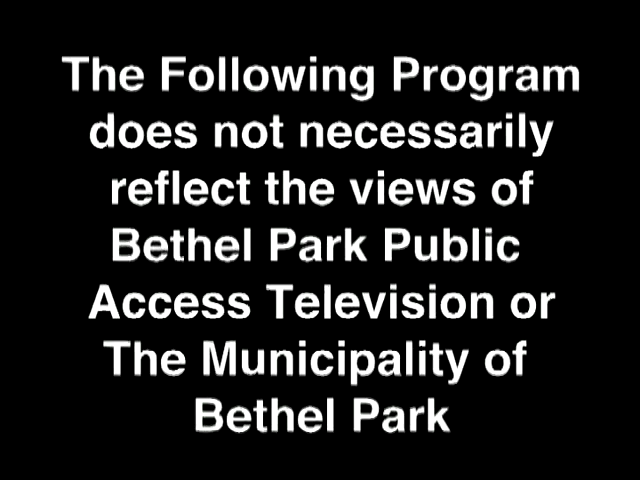 The Following Program
does not necessarily
reflect the views of
Bethel Park Public
Access Television or
The Municipality of
Bethel Park